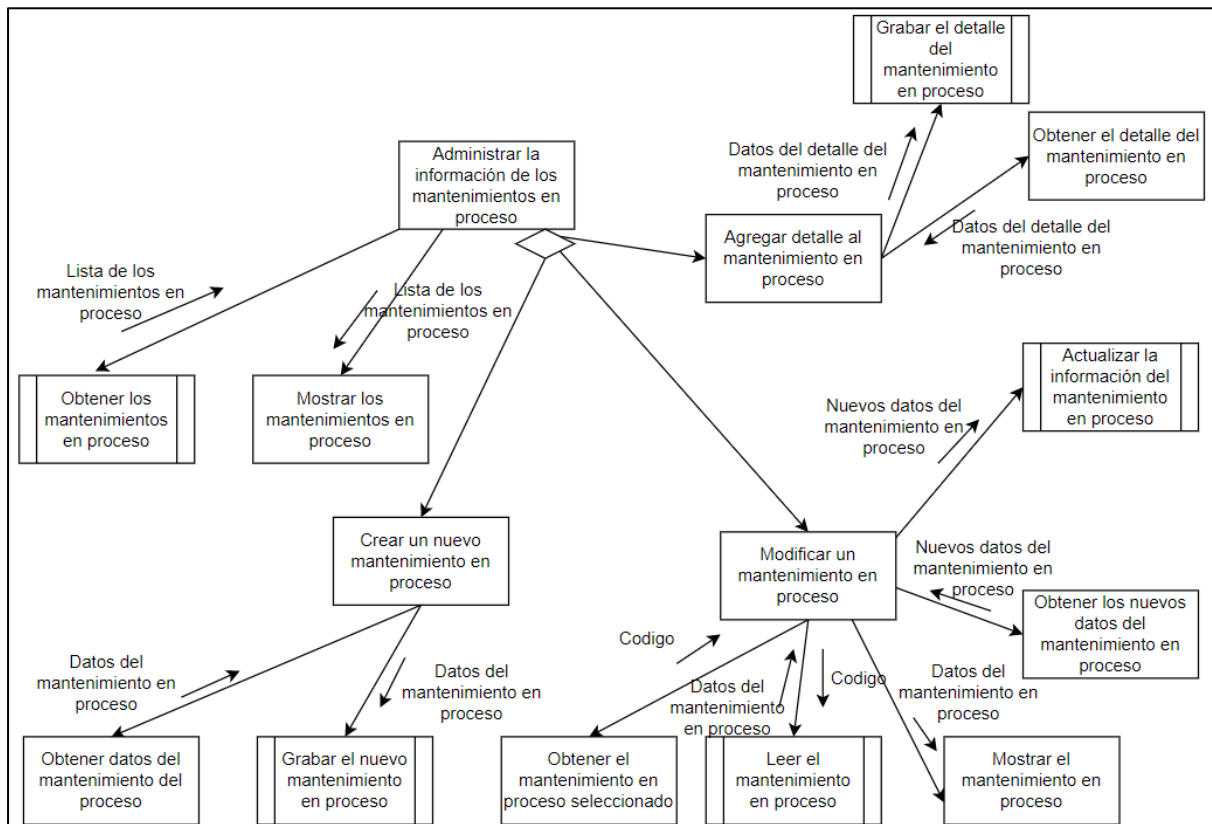 Grabar el detalle
del
mantenimiento
en proceso
Administrar la
información de los
mantenimientos en
proceso
Datos del detalle del
mantenimiento en
proceso
Obtener el detalle del
mantenimiento en
proceso
Agregar detalle al
mantenimiento en
proceso
Datos del detalle del
mantenimiento en
proceso
Lista de los
mantenimientos en
proceso
Lista de los
mantenimientos en
proceso
Obtener los
mantenimientos
en proceso
Mostrar los
mantenimientos en
proceso
Actualizar la
información del
mantenimiento
en proceso
Nuevos datos del
mantenimiento en
proceso
Crear un nuevo
mantenimiento en
proceso
Modificar un
mantenimiento en
proceso
Nuevos datos del
mantenimiento en
proceso
Obtener los nuevos
datos del
mantenimiento en
proceso
Datos del
mantenimiento en
proceso
Datos del
mantenimiento en
proceso
Codigo
Datos del
mantenimiento
en proceso
Codigo
Datos del
mantenimiento en
proceso
Obtener datos del
mantenimiento del
proceso
Grabar el nuevo
mantenimiento
en proceso
Obtener el
mantenimiento en
proceso seleccionado
Leer el
mantenimiento
en proceso
Mostrar el
mantenimiento en
proceso